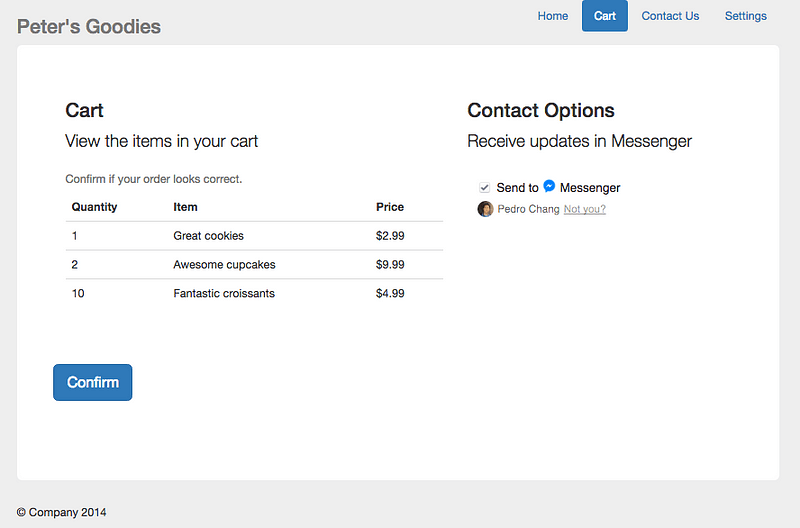 Peter's Goodies
Home Cart Contact Us Settings
Cart
View the items in your cart
Confirm if your order looks correct.
Quantity Item Price
1 Great cookies $2.99
2 Awesome cupcakes $9.99
10 Fantastic croissants $4.99
Confirm
Contact Options
Receive updates in Messenger
Send to Messenger
Pedro Chang Not you?
© Company 2014